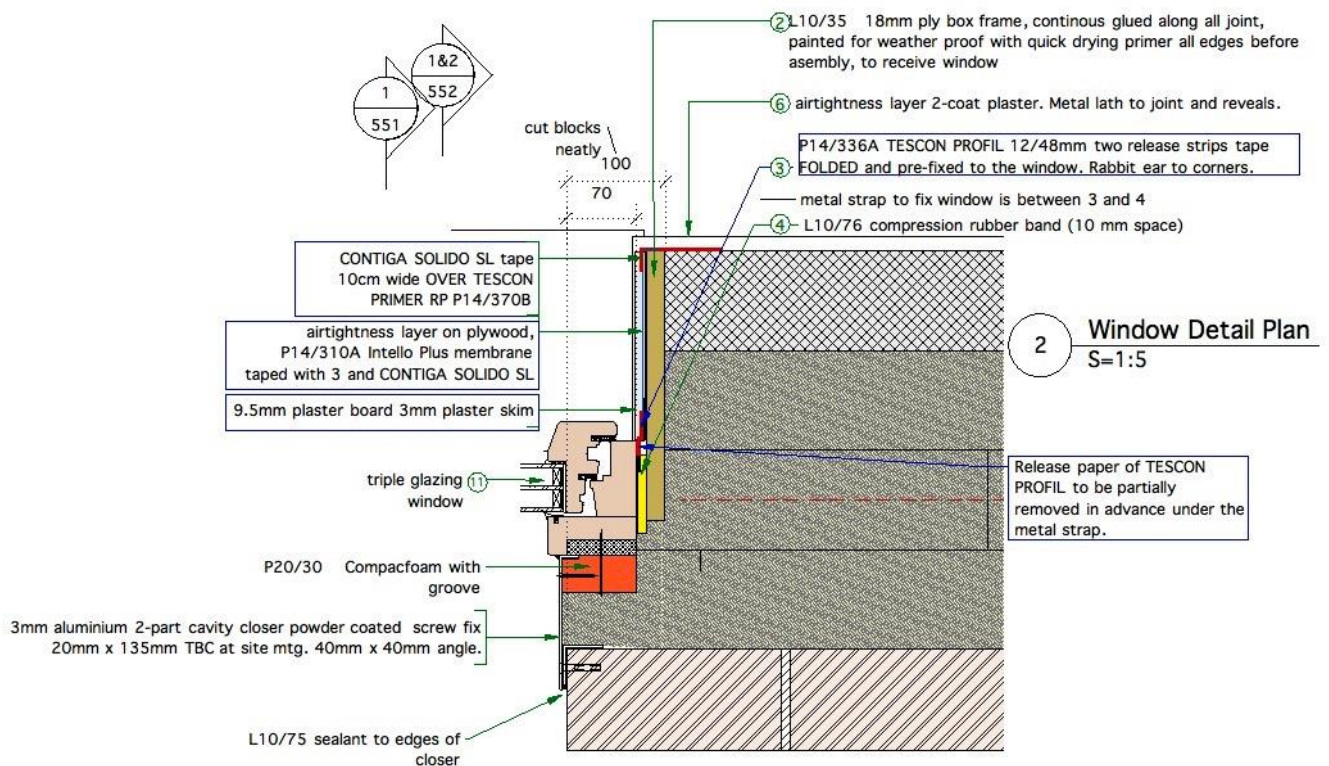 1&2
552
1
551
②L10/35 18mm ply box frame, continous glued along all joint,
painted for weather proof with quick drying primer all edges before
asembly, to receive window
⑥ airtightness layer 2-coat plaster. Metal lath to joint and reveals.
cut blocks
neatly
100
70
P14/336A TESCON PROFIL 12/48mm two release strips tape
③ FOLDED and pre-fixed to the window. Rabbit ear to corners.
metal strap to fix window is between 3 and 4
④ L10/76 compression rubber band (10 mm space)
CONTIGA SOLIDO SL tape
10cm wide OVER TESCON
PRIMER RP P14/370B
airtightness layer on plywood,
P14/310A Intello Plus membrane
taped with 3 and CONTIGA SOLIDO SL
9.5mm plaster board 3mm plaster skim
2 Window Detail Plan
S=1:5
triple glazing ⑪
window
Release paper of TESCON
PROFIL to be partially
removed in advance under the
metal strap.
P20/30 Compacfoam with
groove
3mm aluminium 2-part cavity closer powder coated screw fix
20mm x 135mm TBC at site mtg. 40mm x 40mm angle.
L10/75 sealant to edges of
closer